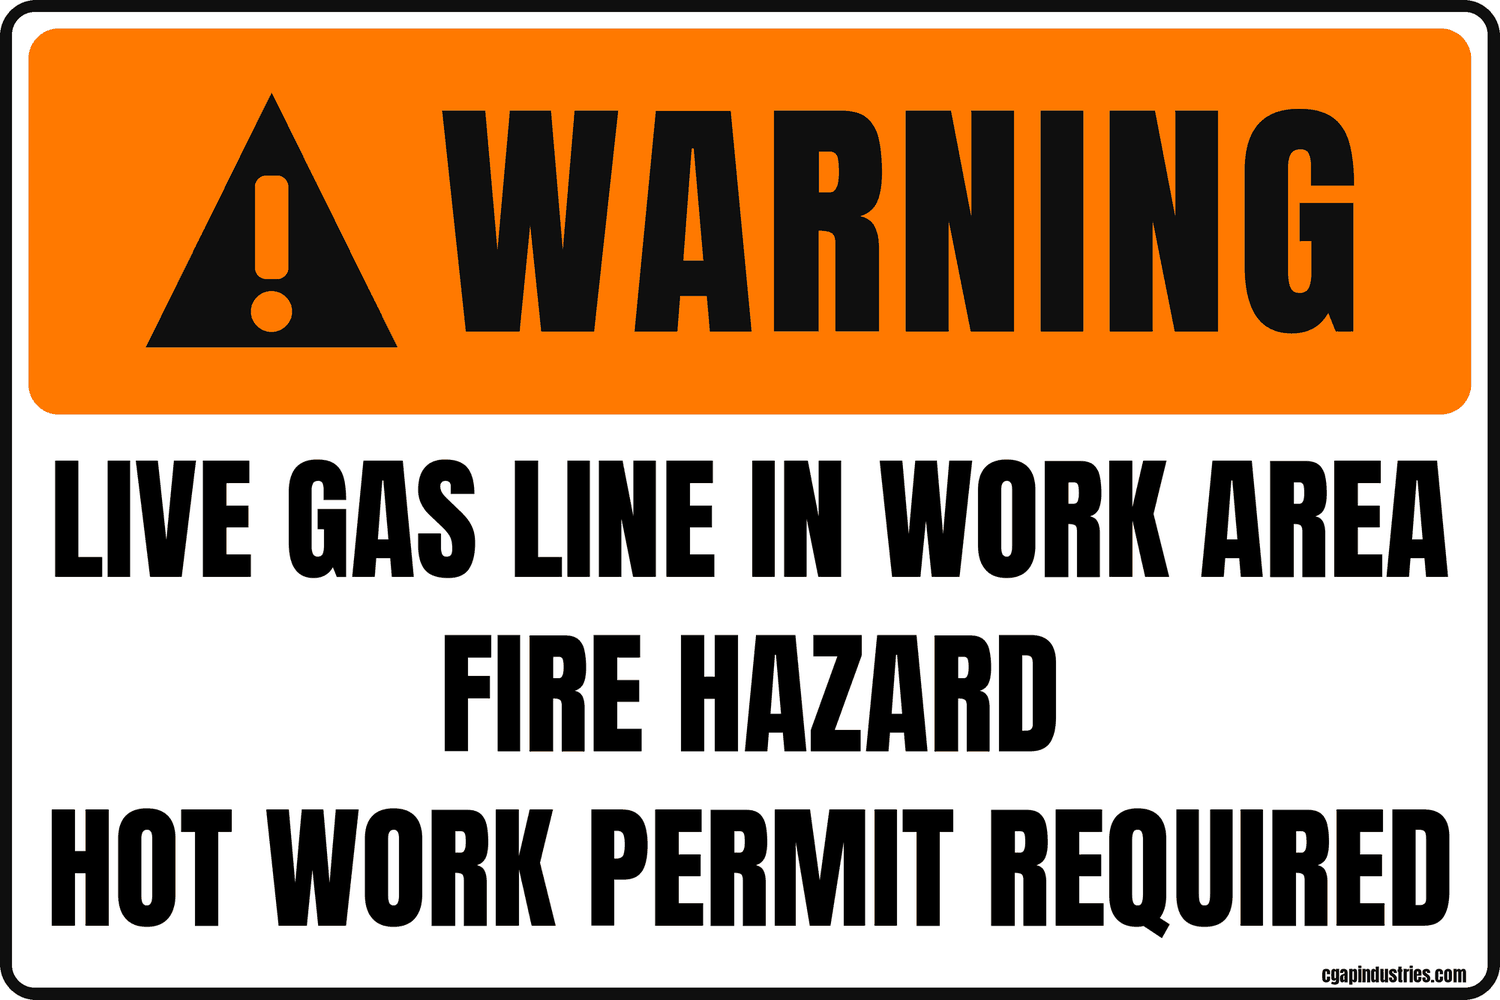 WARNING
LIVE GAS LINE IN WORK AREA
FIRE HAZARD
HOT WORK PERMIT REQUIRED
cgapindustries.com